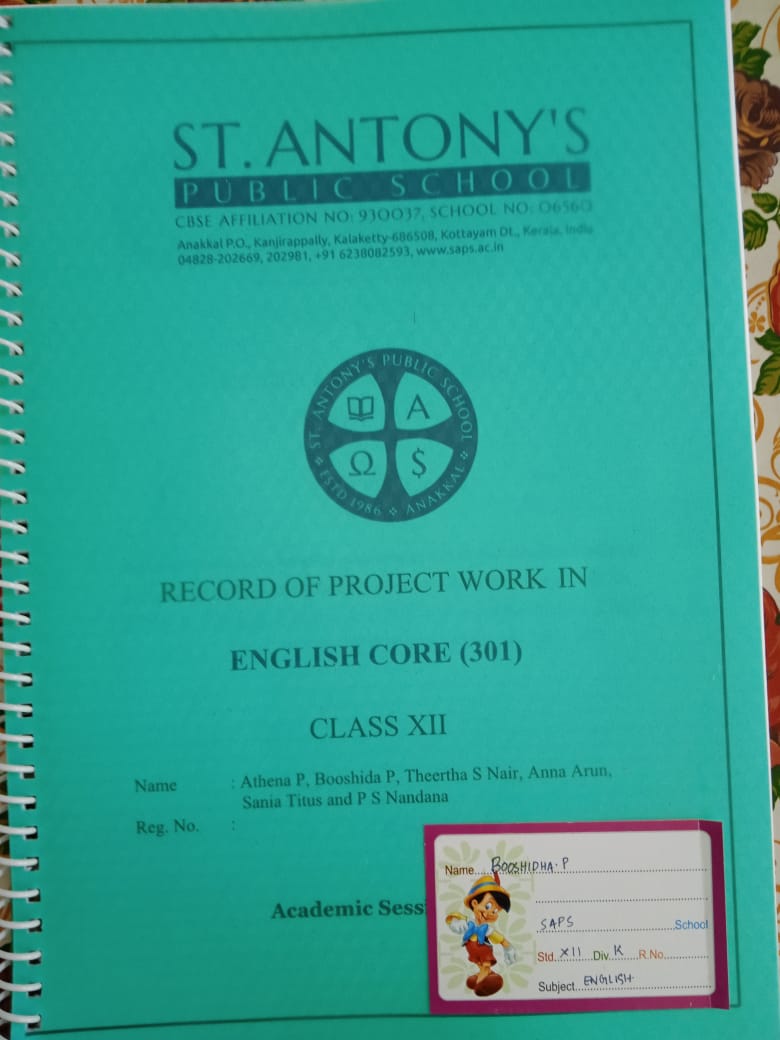 ST. ANTONY'S
PUBLIC SCHOOL
CBSE AFFILIATION NO: 930037, SCHOOL NO: 06560
Anakkal P.O., Kanjirappally, Kalaketty-686508, Kottayam Dt., Kerala, India
04828-202669, 202981, +91 6238082593, www.saps.ac.in
ST. ANTONY'S PUBLIC SCHOOL
A
Ω $
ESTD 1986 ANAKKAL
RECORD OF PROJECT WORK IN
ENGLISH CORE (301)
CLASS XII
Name : Athena P, Booshida P, Theertha S Nair, Anna Arun,
Sania Titus and P S Nandana
Reg. No. :
Academic Sess
Name.... BOOSHIDHA. P
SAPS School
Std. XII Div. K R.No.
Subject ENGLISH